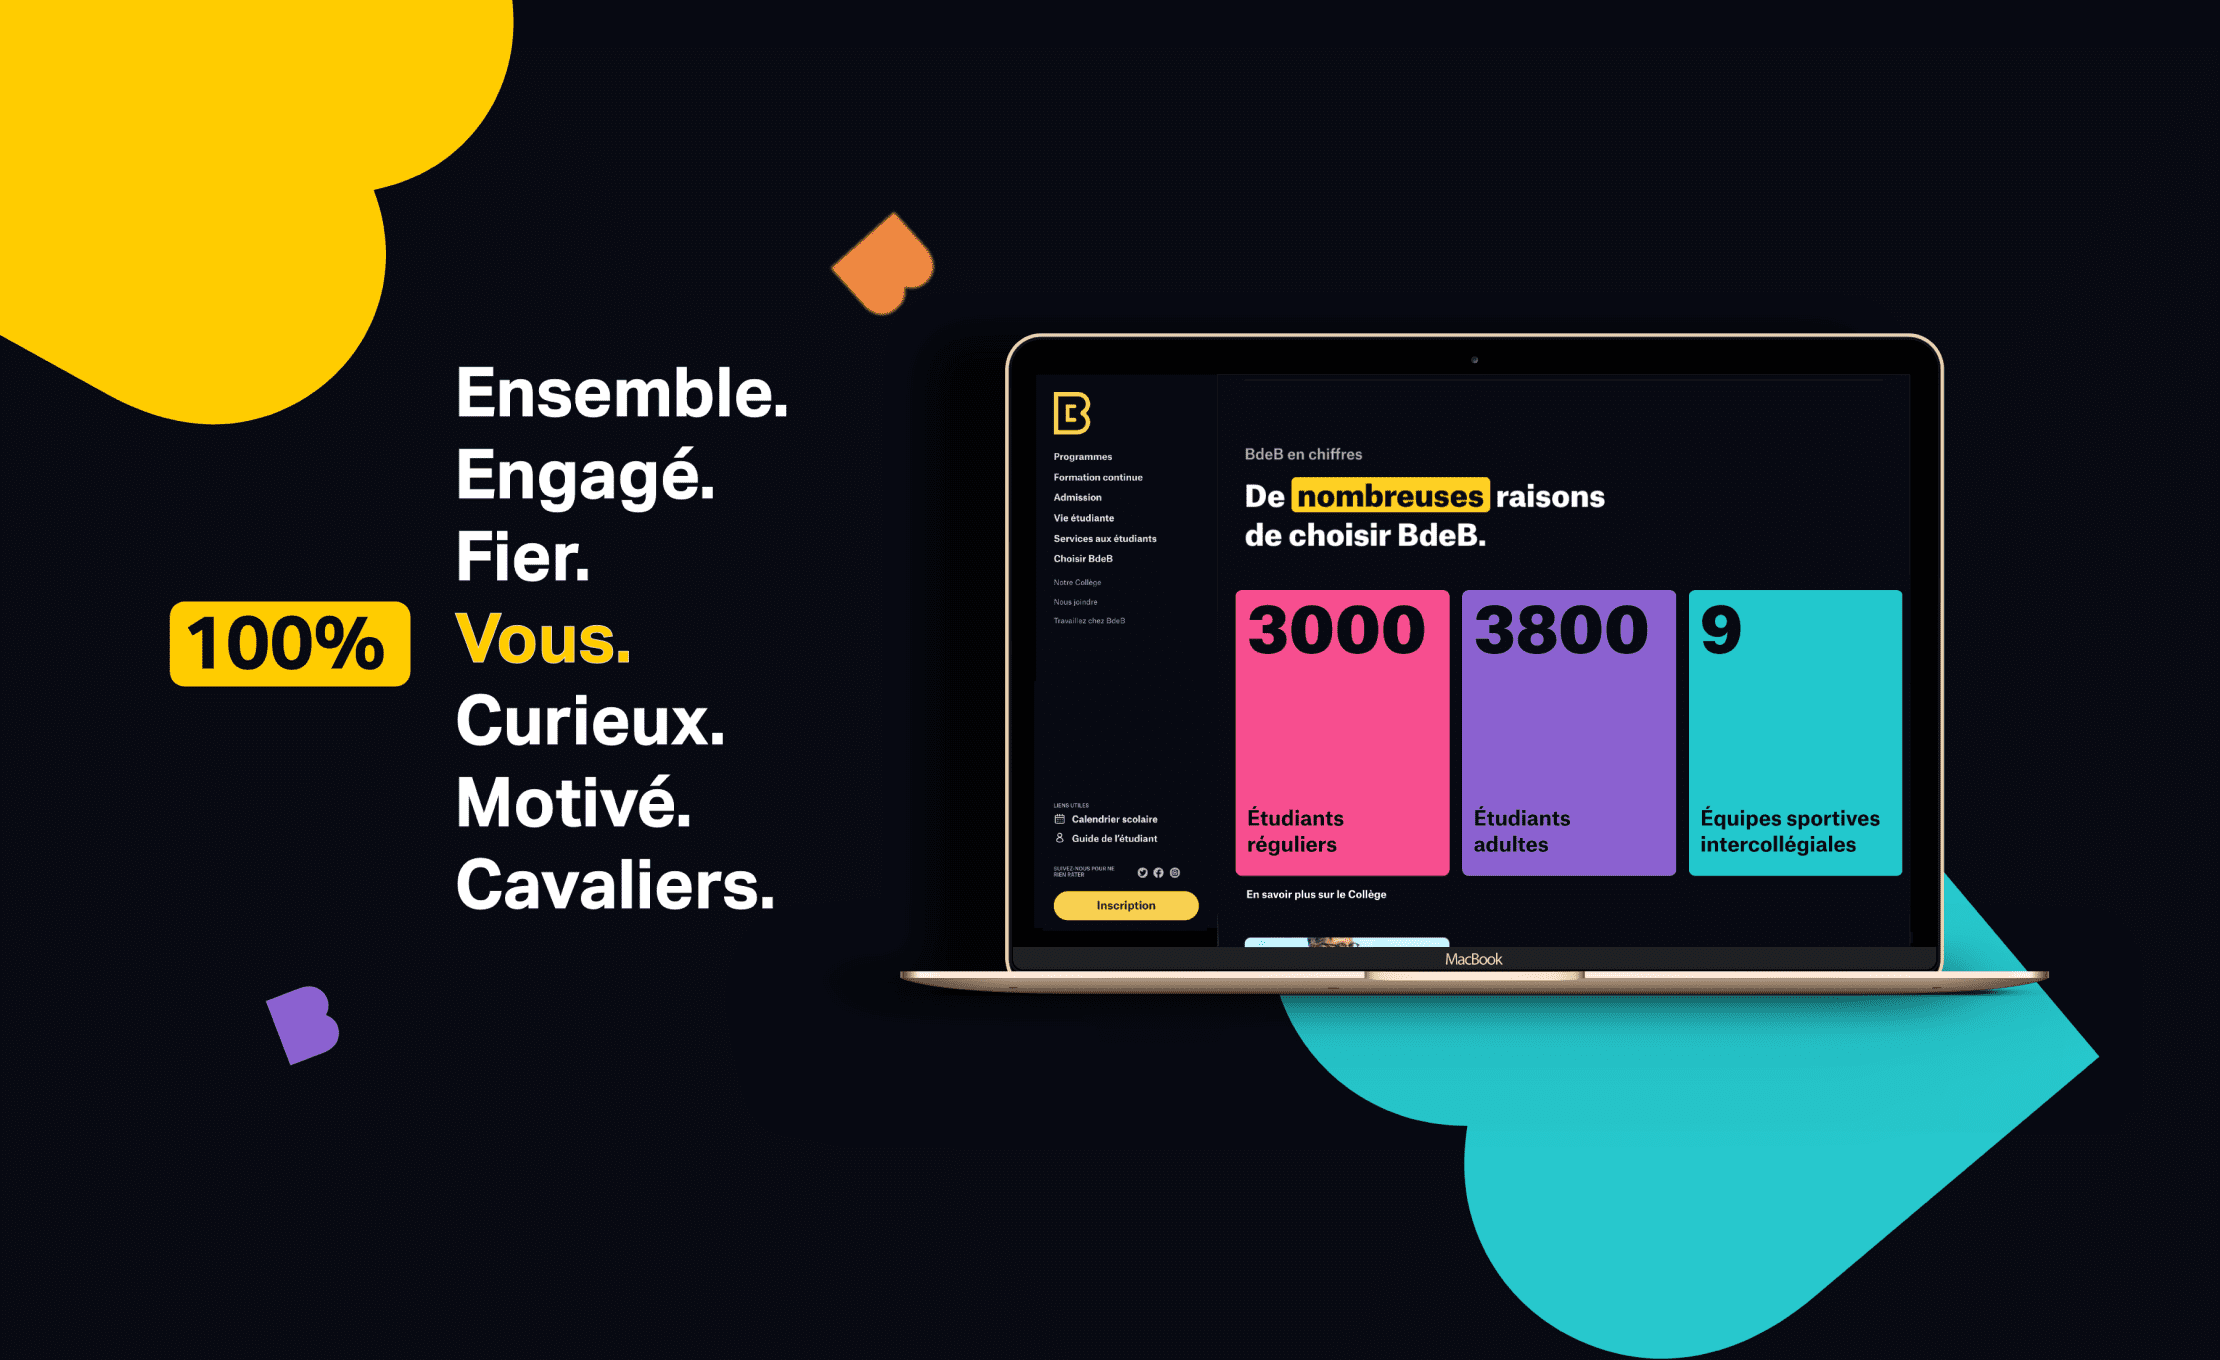 Ensemble.
Engagé.
Fier.
100% Vous.
Curieux.
Motivé.
Cavaliers.
B
Programmes
Formation continue
Admission
Vie étudiante
Services aux étudiants
Choisir BdeB
Notre Collège
Nous joindre
Travaillez chez BdeB
LIENS UTILES
Calendrier scolaire
Guide de l'étudiant
SUIVEZ-NOUS POUR NE
RIEN RATER
Inscription
BdeB en chiffres
De nombreuses raisons
de choisir BdeB.
3000
Étudiants
réguliers
3800
Étudiants
adultes
9
Équipes sportives
intercollégiales
En savoir plus sur le Collège
MacBook